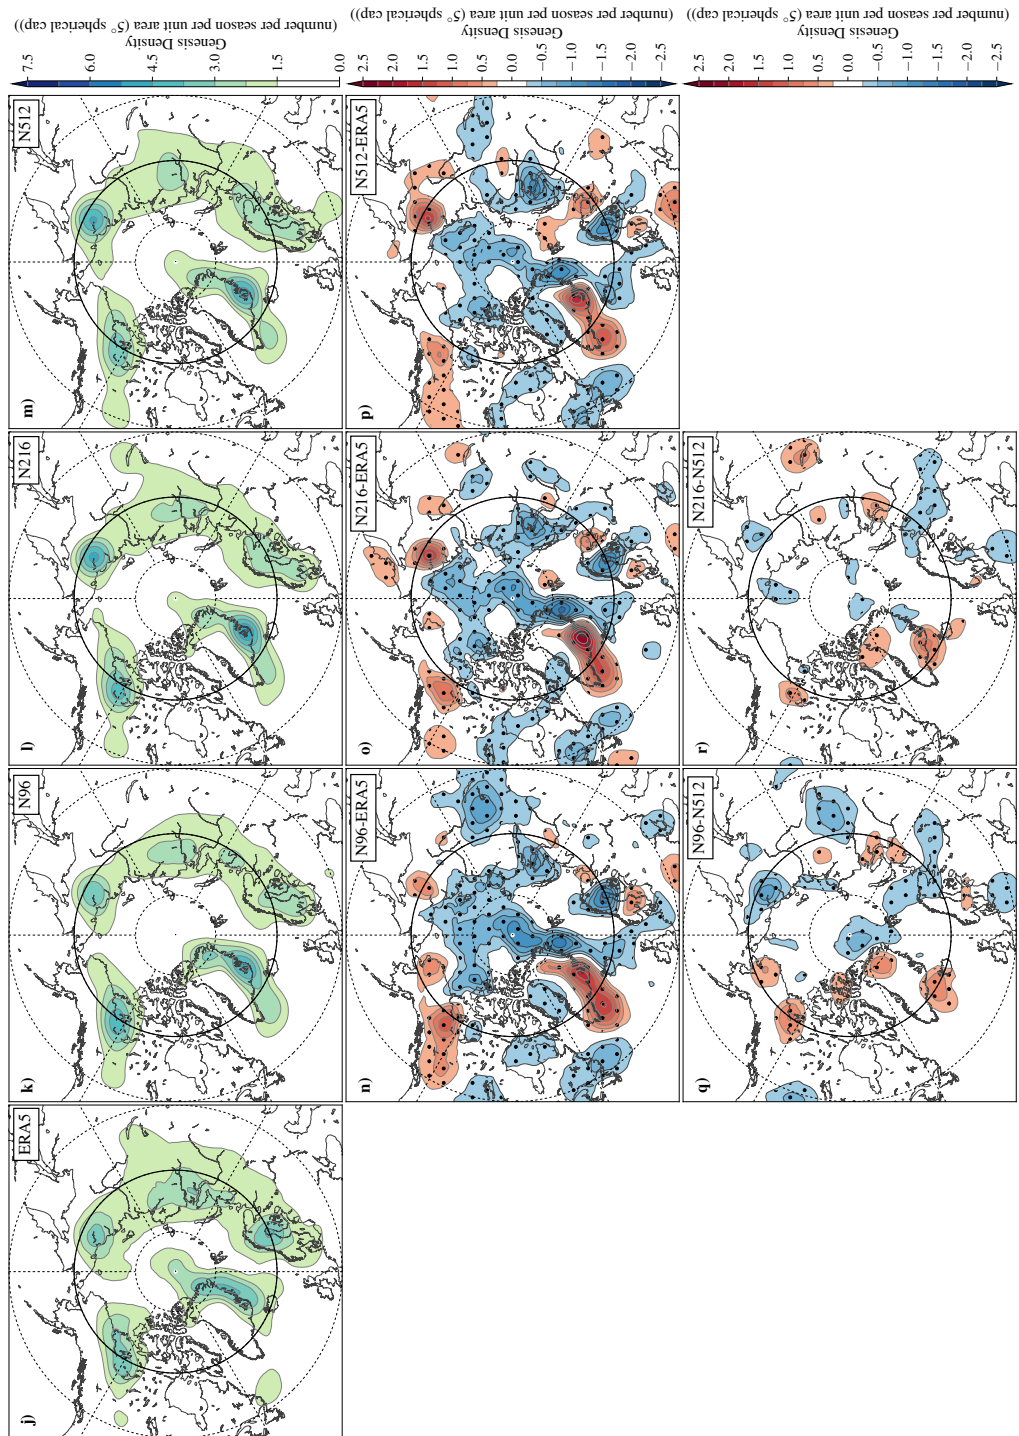 j)
ERA5
k)
N96
l)
N216
m)
N512
7.5
6.0
4.5
3.0
1.5
0.0
Genesis Density
(number per season per unit area (5° spherical cap))
n)
N96-ERA5
o)
N216-ERA5
p)
N512-ERA5
2.5
2.0
1.5
1.0
0.5
0.0
−0.5
−1.0
−1.5
−2.0
−2.5
Genesis Density
(number per season per unit area (5° spherical cap))
q)
N96-N512
r)
N216-N512
2.5
2.0
1.5
1.0
0.5
0.0
−0.5
−1.0
−1.5
−2.0
−2.5
Genesis Density
(number per season per unit area (5° spherical cap))